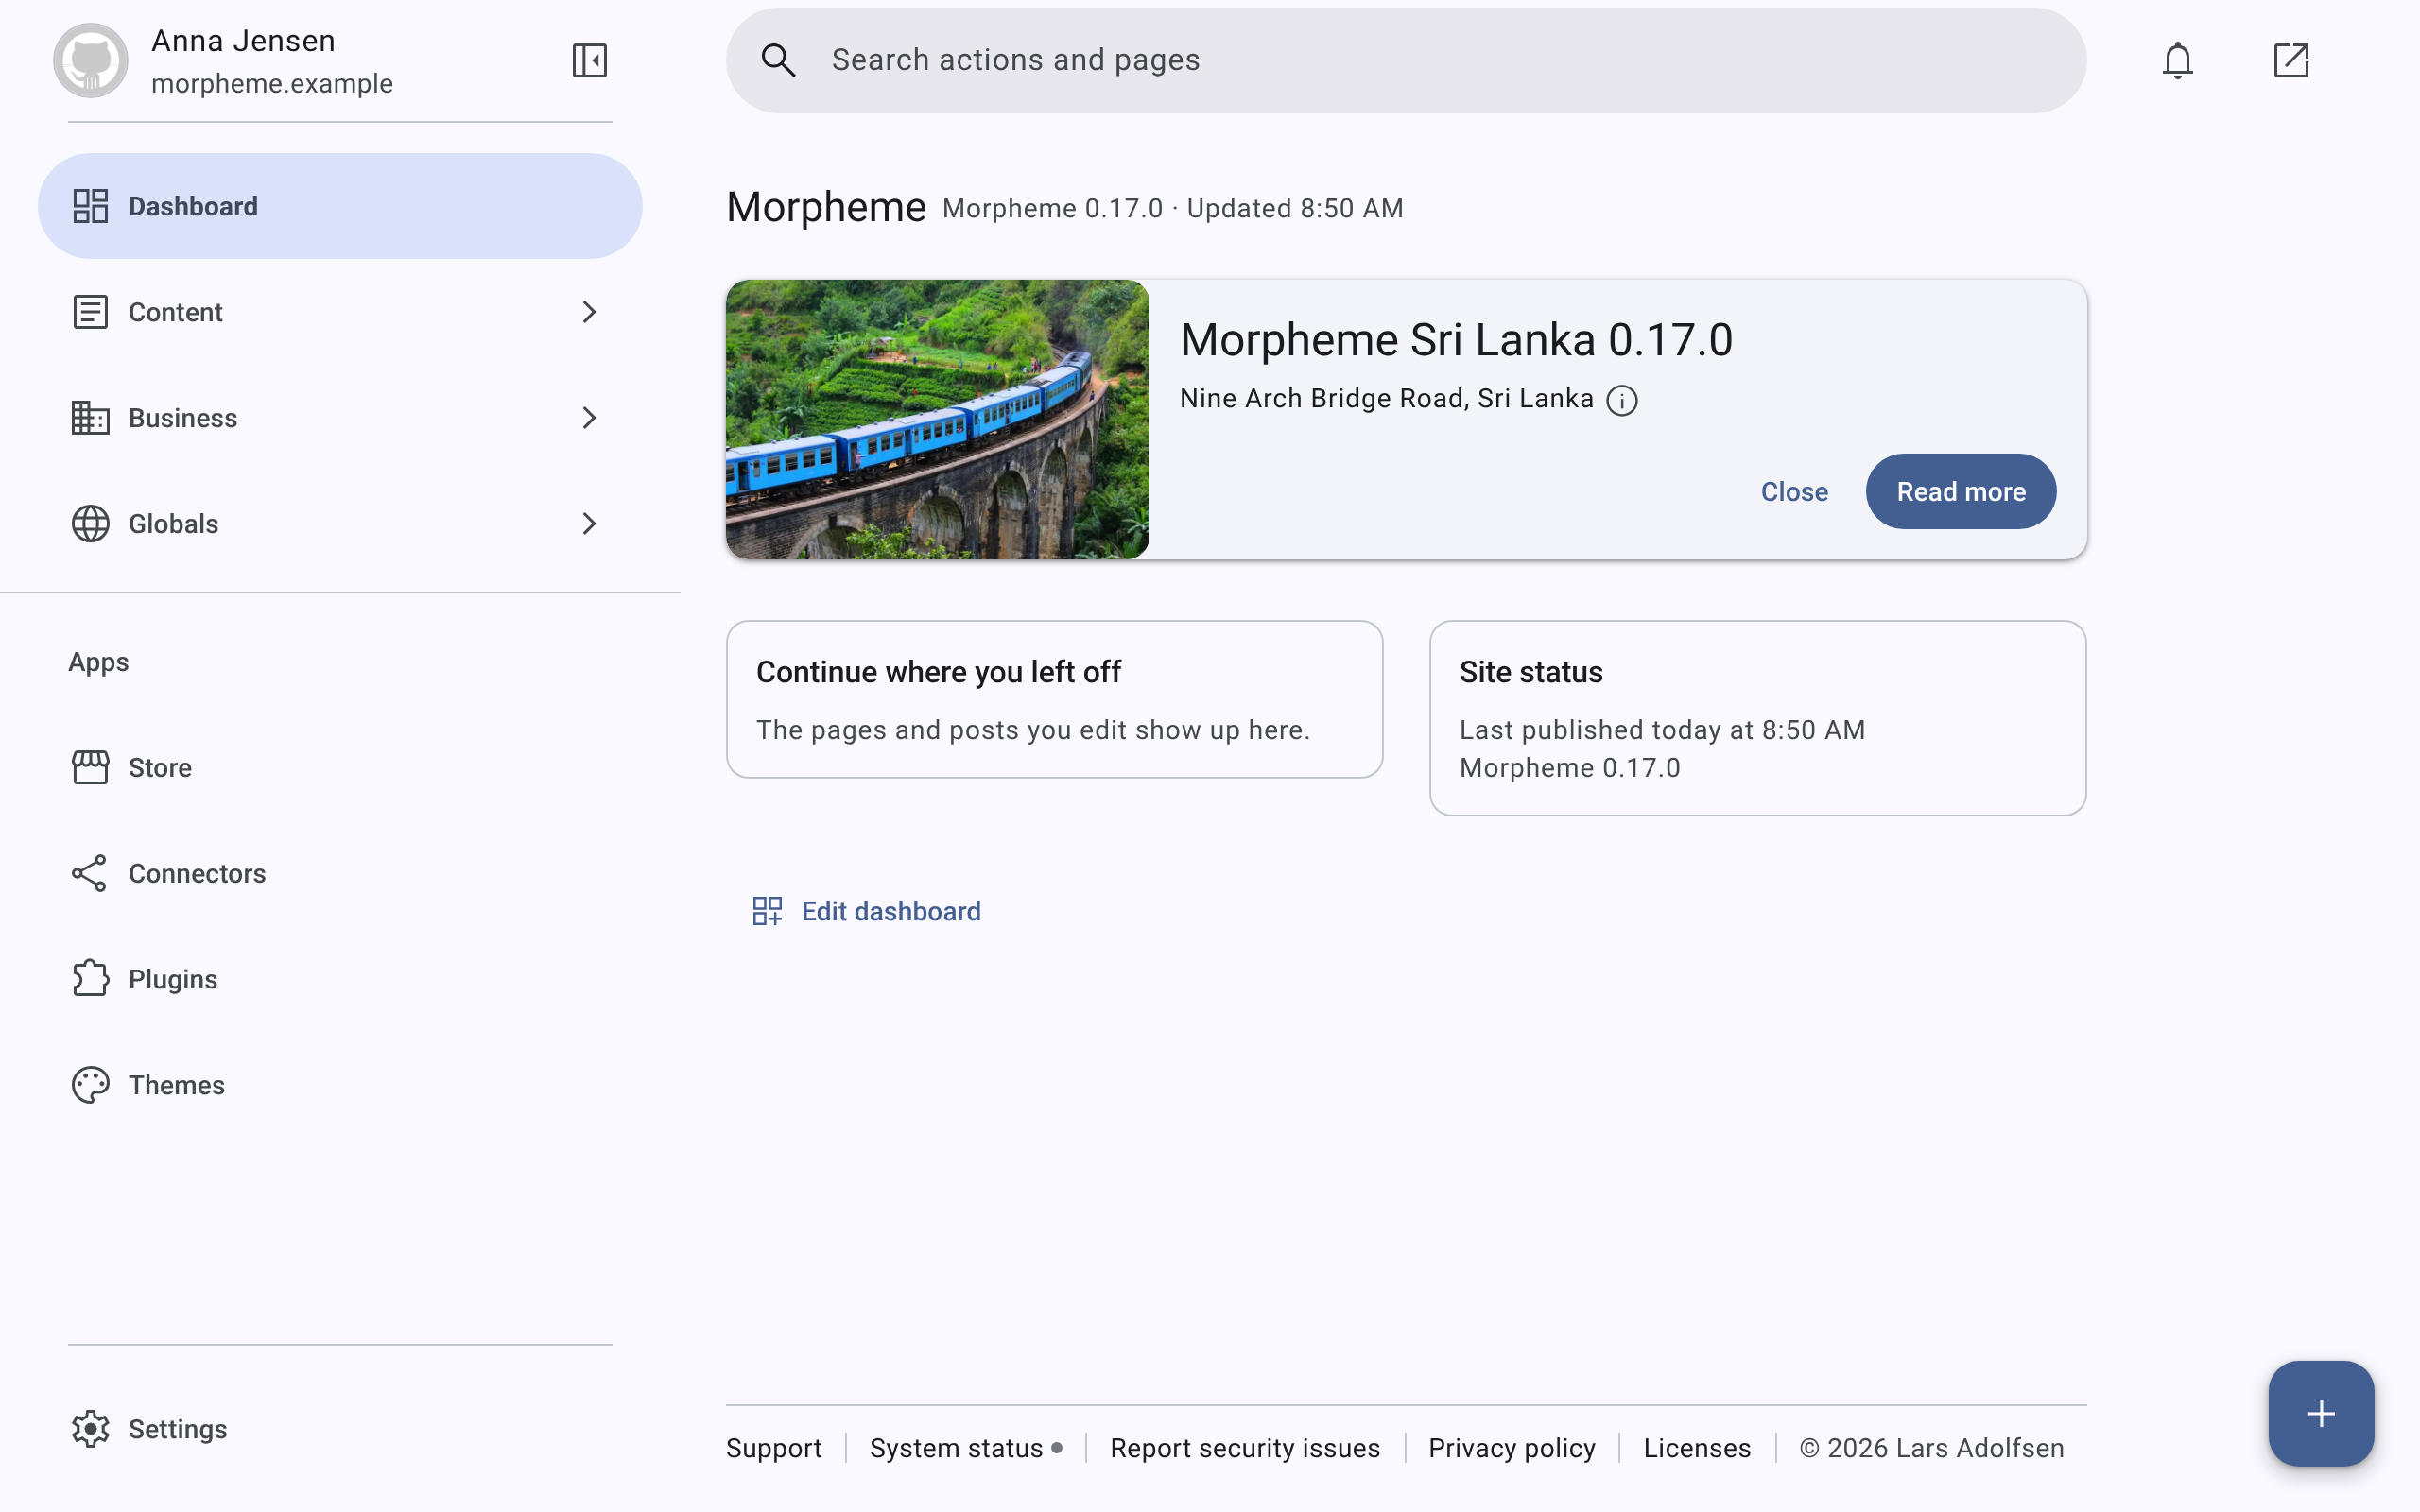 Anna Jensen
morpheme.example
Search actions and pages
Dashboard
Content
Business
Globals
Apps
Store
Connectors
Plugins
Themes
Settings
Morpheme Morpheme 0.17.0 · Updated 8:50 AM
Morpheme Sri Lanka 0.17.0
Nine Arch Bridge Road, Sri Lanka
Close Read more
Continue where you left off
The pages and posts you edit show up here.
Site status
Last published today at 8:50 AM
Morpheme 0.17.0
Edit dashboard
Support System status Report security issues Privacy policy Licenses © 2026 Lars Adolfsen